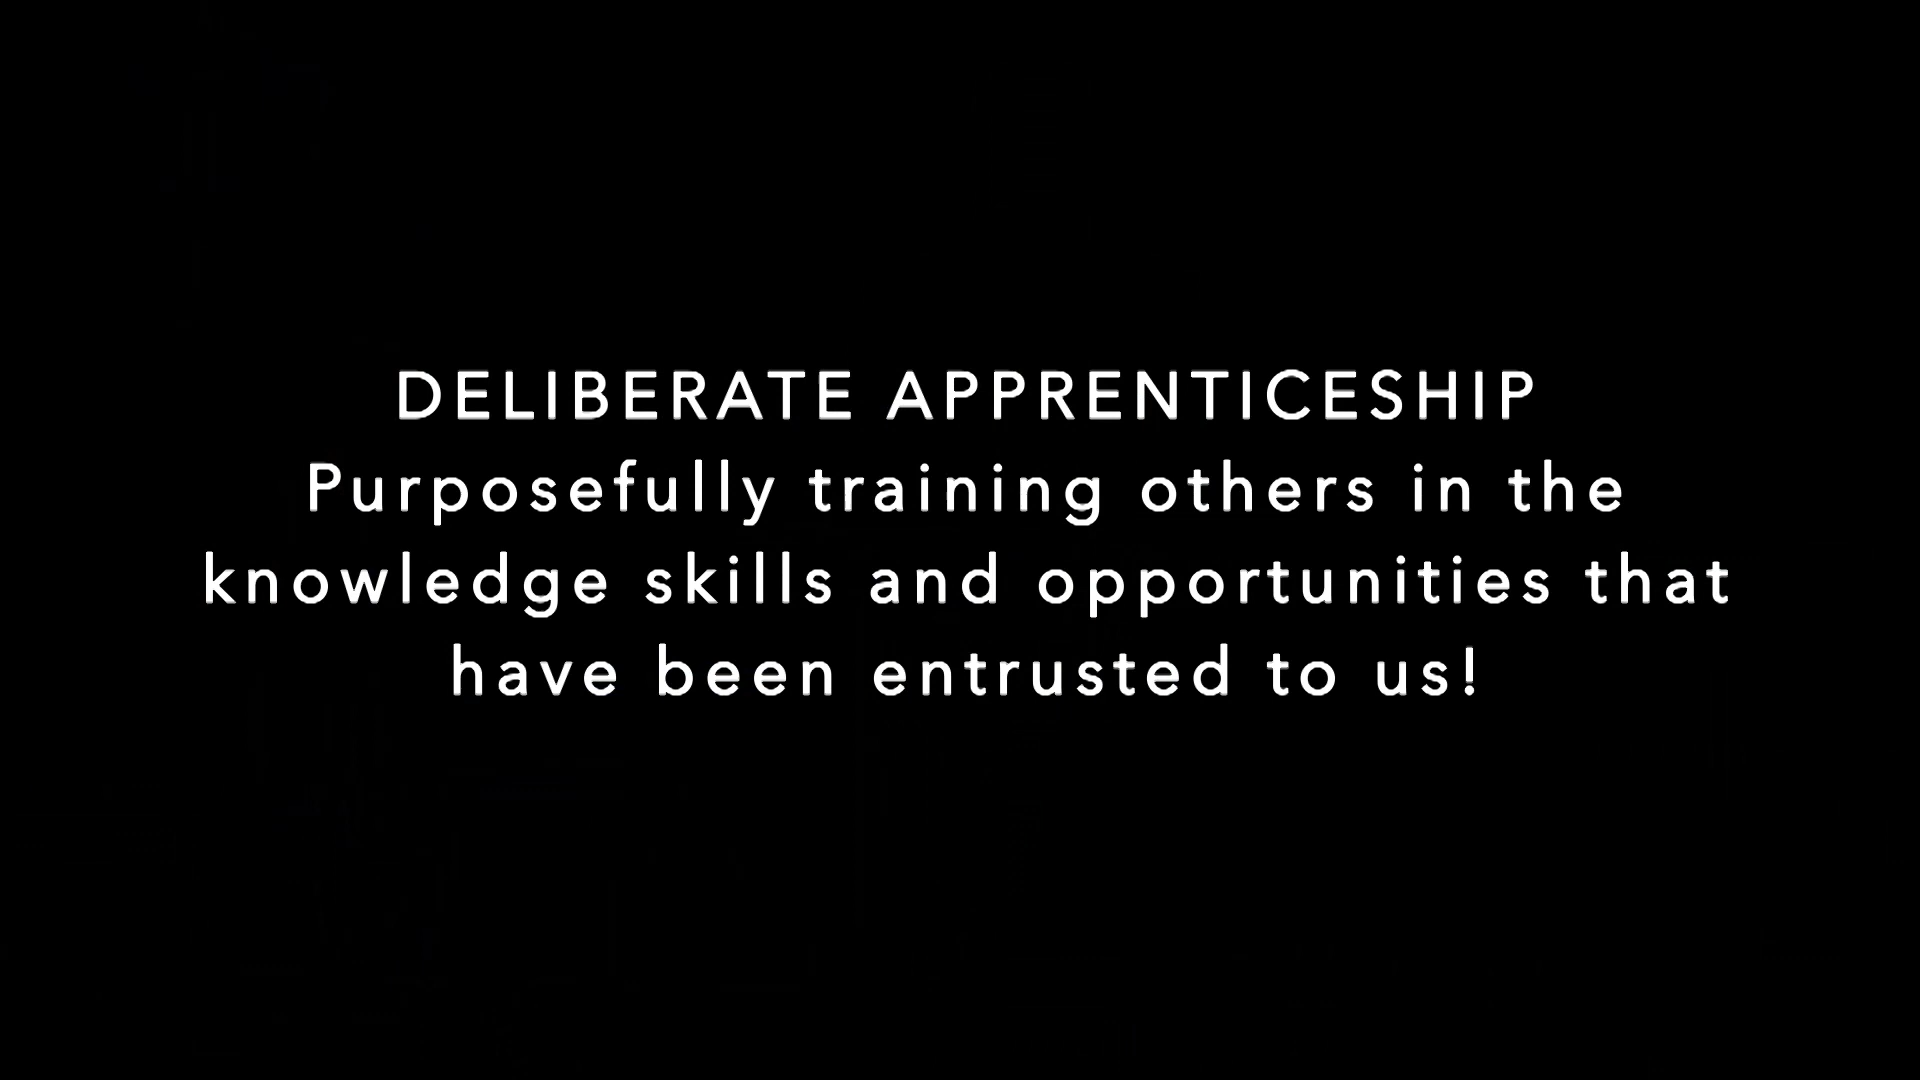 DELIBERATE APPRENTICESHIP
Purposefully training others in the
knowledge skills and opportunities that
have been entrusted to us!